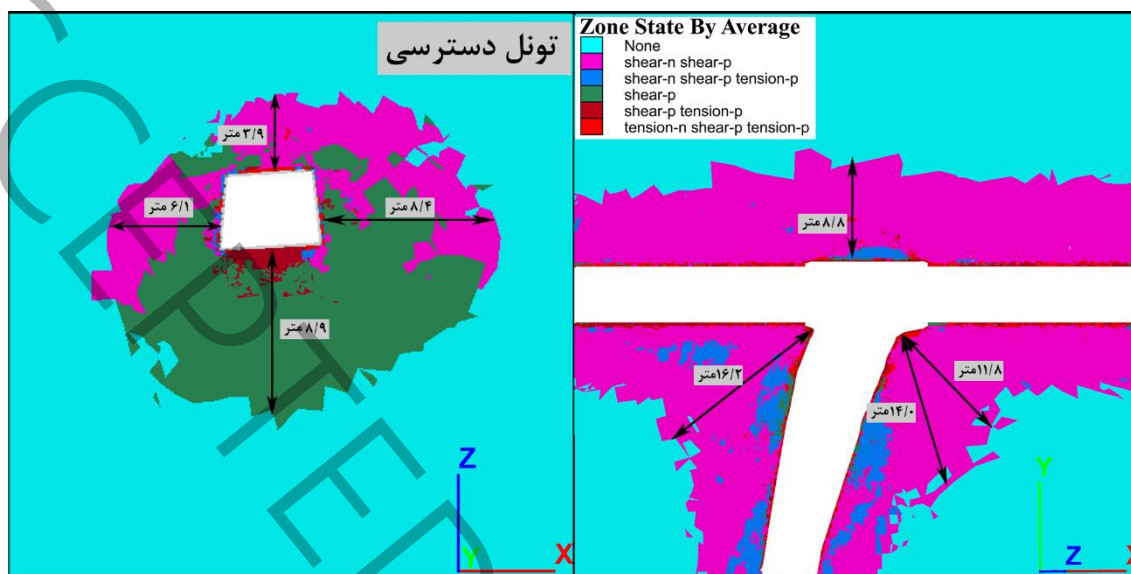 تونل دسترسی
۳/۹ متر
۶/۱ متر
۸/۴ متر
۸/۹ متر
Z
Y
X
Zone State By Average
None
shear-n shear-p
shear-n shear-p tension-p
shear-p
shear-p tension-p
tension-n shear-p tension-p
۸/۸ متر
۱۶/۲متر
۱۱/۸متر
۱۴/۰متر
Y
Z
X
CEPTED